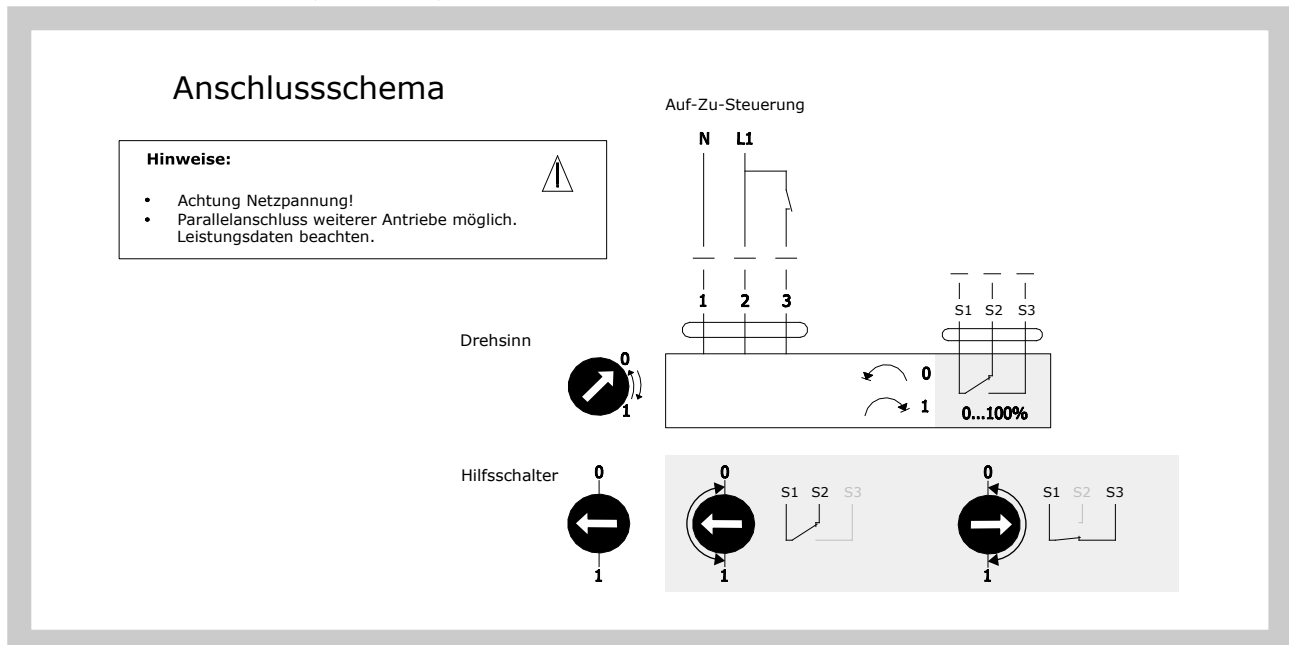 Anschlussschema
Auf-Zu-Steuerung
N L1
Hinweise:
• Achtung Netzpannung!
• Parallelanschluss weiterer Antriebe möglich.
Leistungsdaten beachten.
1 2 3
S1 S2 S3
Drehsinn
0
1
0
1
0...100%
Hilfsschalter
0
1
0
S1 S2 S3
1
0
S1 S2 S3
1